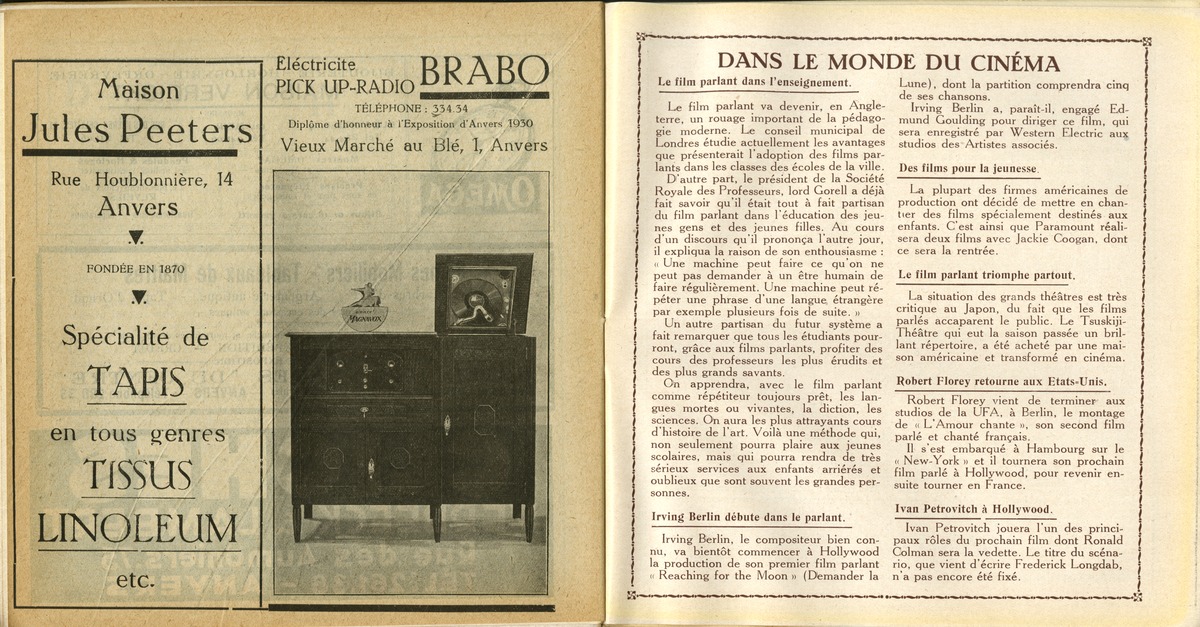 Maison
Jules Peeters
Rue Houblonnière, 14
Anvers
FONDÉE EN 1870
Spécialité de
TAPIS
en tous genres
TISSUS
LINOLEUM
etc.
Eléctricite
PICK UP-RADIO
BRABO
TÉLÉPHONE : 334.34
Diplôme d'honneur à l'Exposition d'Anvers 1930
Vieux Marché au Blé, 1, Anvers
MAGNAVOX
DANS LE MONDE DU CINÉMA
Le film parlant dans l'enseignement.
Le film parlant va devenir, en Angle-
terre, un rouage important de la pédago-
gie moderne. Le conseil municipal de
Londres étudie actuellement les avantages
que présenterait l'adoption des films par-
lants dans les classes des écoles de la ville.
D'autre part, le président de la Société
Royale des Professeurs, lord Gorell a déjà
fait savoir qu'il était tout à fait partisan
du film parlant dans l'éducation des jeu-
nes gens et des jeunes filles. Au cours
d'un discours qu'il prononça l'autre jour,
il expliqua la raison de son enthousiasme :
« Une machine peut faire ce qu'on ne
peut pas demander à un être humain de
faire régulièrement. Une machine peut ré-
péter une phrase d'une langue étrangère
par exemple plusieurs fois de suite. »
Un autre partisan du futur système a
fait remarquer que tous les étudiants pour-
ront, grâce aux films parlants, profiter des
cours des professeurs les plus érudits et
des plus grands savants.
On apprendra, avec le film parlant
comme répétiteur toujours prêt, les lan-
gues mortes ou vivantes, la diction, les
sciences. On aura les plus attrayants cours
d'histoire de l'art. Voilà une méthode qui,
non seulement pourra plaire aux jeunes
scolaires, mais qui pourra rendre de très
sérieux services aux enfants arriérés et
oublieux que sont souvent les grandes per-
sonnes.
Irving Berlin débute dans le parlant.
Irving Berlin, le compositeur bien con-
nu, va bientôt commencer à Hollywood
la production de son premier film parlant
« Reaching for the Moon » (Demander la
Lune), dont la partition comprendra cinq
de ses chansons.
Irving Berlin a, paraît-il, engagé Ed-
mund Goulding pour diriger ce film, qui
sera enregistré par Western Electric aux
studios des Artistes associés.
Des films pour la jeunesse.
La plupart des firmes américaines de
production ont décidé de mettre en chan-
tier des films spécialement destinés aux
enfants. C'est ainsi que Paramount réali-
sera deux films avec Jackie Coogan, dont
ce sera la rentrée.
Le film parlant triomphe partout.
La situation des grands théâtres est très
critique au Japon, du fait que les films
parlés accaparent le public. Le Tsuskiji-
Théâtre qui eut la saison passée un bril-
lant répertoire, a été acheté par une mai-
son américaine et transformé en cinéma.
Robert Florey retourne aux Etats-Unis.
Robert Florey vient de terminer aux
studios de la UFA, à Berlin, le montage
de « L'Amour chante », son second film
parlé et chanté français.
Il s'est embarqué à Hambourg sur le
« New-York » et il tournera son prochain
film parlé à Hollywood, pour revenir en-
suite tourner en France.
Ivan Petrovitch à Hollywood.
Ivan Petrovitch jouera l'un des princi-
paux rôles du prochain film dont Ronald
Colman sera la vedette. Le titre du scéna-
rio, que vient d'écrire Frederick Longdab,
n'a pas encore été fixé.